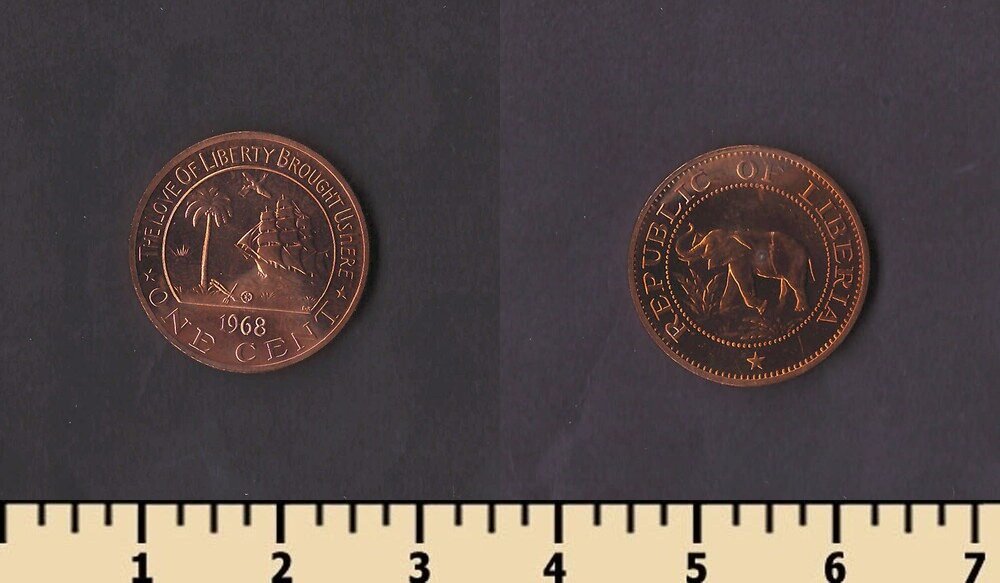 THE LOVE OF LIBERTY BROUGHT US HERE
1968
ONE CENT
REPUBLIC OF LIBERIA
1 2 3 4 5 6 7